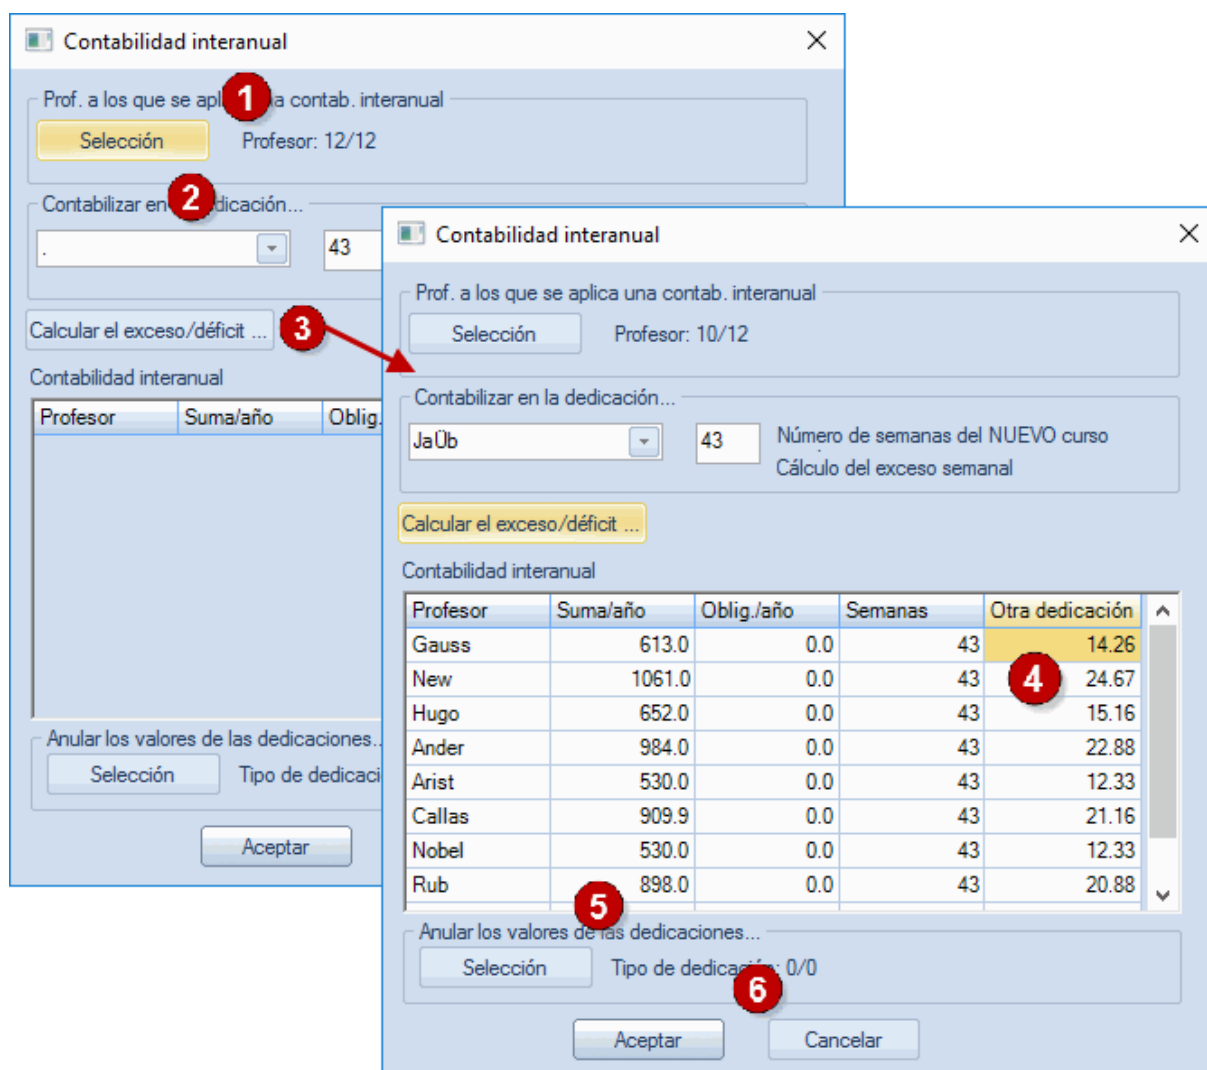 Contabilidad interanual
1
Prof. a los que se apl a contab. interanual
Selección Profesor: 12/12
2
Contabilizar en dicación...
. 43
Calcular el exceso/déficit ... 3
Contabilidad interanual
Profesor Suma/año Oblig.
Anular los valores de las dedicaciones..
Selección Tipo de dedicaci
Aceptar
Contabilidad interanual
Prof. a los que se aplica una contab. interanual
Selección Profesor: 10/12
Contabilizar en la dedicación...
JaÜb 43 Número de semanas del NUEVO curso
Cálculo del exceso semanal
Calcular el exceso/déficit ...
Contabilidad interanual
Profesor Suma/año Oblig./año Semanas Otra dedicación
Gauss 613.0 0.0 43 14.26
New 1061.0 0.0 43 4 24.67
Hugo 652.0 0.0 43 15.16
Ander 984.0 0.0 43 22.88
Arist 530.0 0.0 43 12.33
Callas 909.9 0.0 43 21.16
Nobel 530.0 0.0 43 12.33
Rub 898.0 0.0 43 20.88
5
Anular los valores de las dedicaciones...
Selección Tipo de dedicación: 0/0
6
Aceptar Cancelar